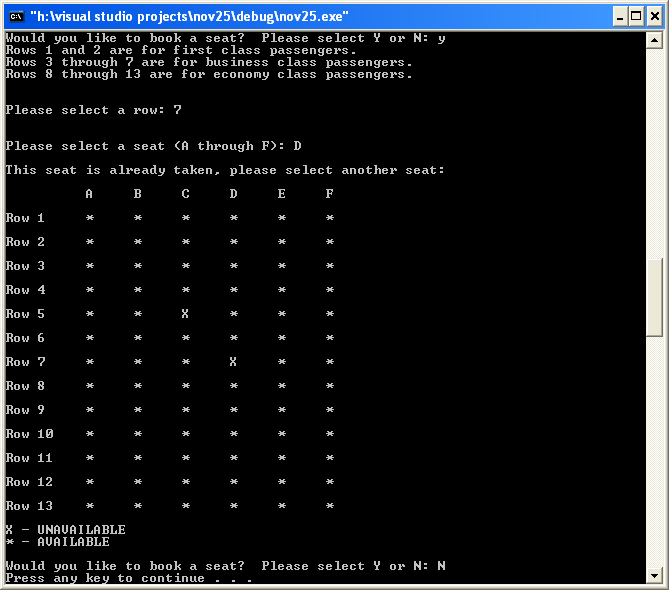 "h:\visual studio projects\nov25\debug\nov25.exe"
Would you like to book a seat?  Please select Y or N: y
Rows 1 and 2 are for first class passengers.
Rows 3 through 7 are for business class passengers.
Rows 8 through 13 are for economy class passengers.
Please select a row: 7
Please select a seat (A through F): D
This seat is already taken, please select another seat:
A B C D E F
Row 1 * * * * * *
Row 2 * * * * * *
Row 3 * * * * * *
Row 4 * * * * * *
Row 5 * * X * * *
Row 6 * * * * * *
Row 7 * * * X * *
Row 8 * * * * * *
Row 9 * * * * * *
Row 10 * * * * * *
Row 11 * * * * * *
Row 12 * * * * * *
Row 13 * * * * * *
X - UNAVAILABLE
* - AVAILABLE
Would you like to book a seat?  Please select Y or N: N
Press any key to continue . . .